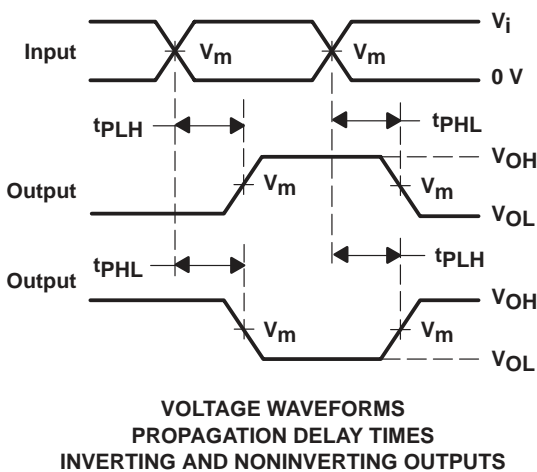 Vi
Input
Vm
Vm
0 V
tPLH
tPHL
VOH
Output
Vm
Vm
VOL
tPHL
tPLH
Output
VOH
Vm
Vm
VOL
VOLTAGE WAVEFORMS
PROPAGATION DELAY TIMES
INVERTING AND NONINVERTING OUTPUTS